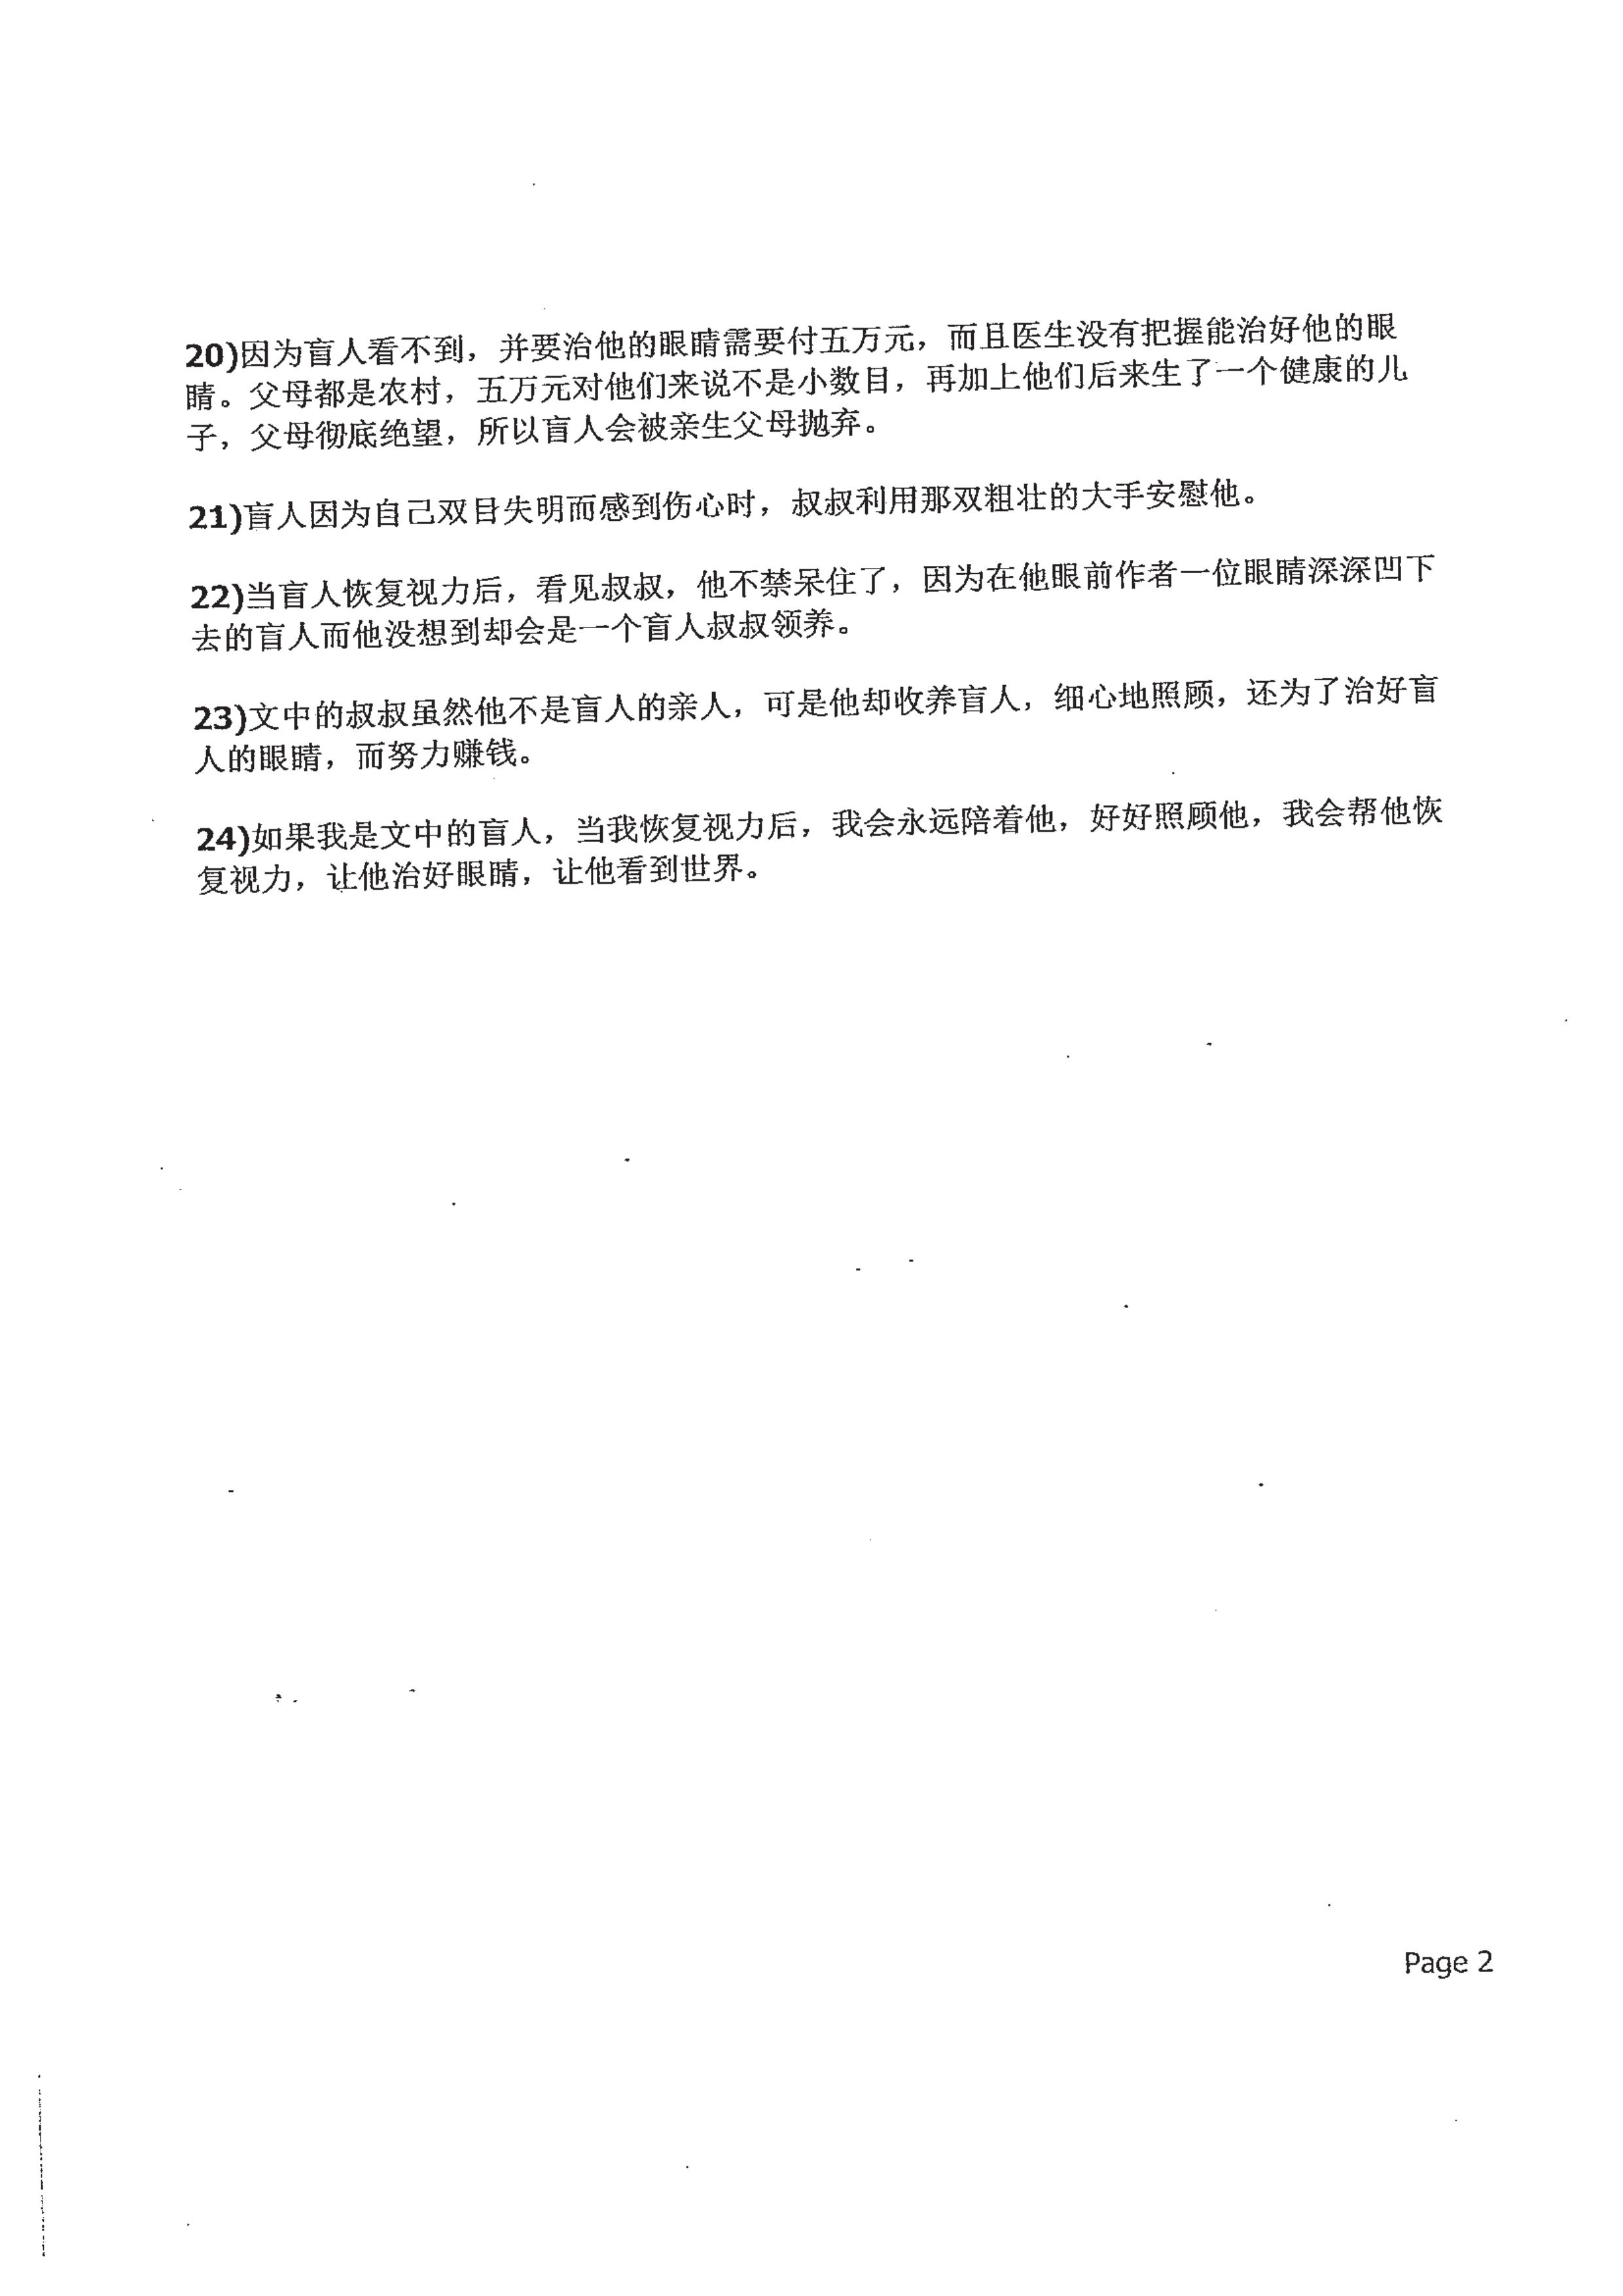 20)因为盲人看不到，并要治他的眼睛需要付五万元，而且医生没有把握能治好他的眼
睛。父母都是农村，五万元对他们来说不是小数目，再加上他们后来生了一个健康的儿
子，父母彻底绝望，所以盲人会被亲生父母抛弃。
21)盲人因为自己双目失明而感到伤心时，叔叔利用那双粗壮的大手安慰他。
22)当盲人恢复视力后，看见叔叔，他不禁呆住了，因为在他眼前作者一位眼睛深深凹下
去的盲人而他没想到却会是一个盲人叔叔领养。
23)文中的叔叔虽然他不是盲人的亲人，可是他却收养盲人，细心地照顾，还为了治好盲
人的眼睛，而努力赚钱。
24)如果我是文中的盲人，当我恢复视力后，我会永远陪着他，好好照顾他，我会帮他恢
复视力，让他治好眼睛，让他看到世界。
Page 2